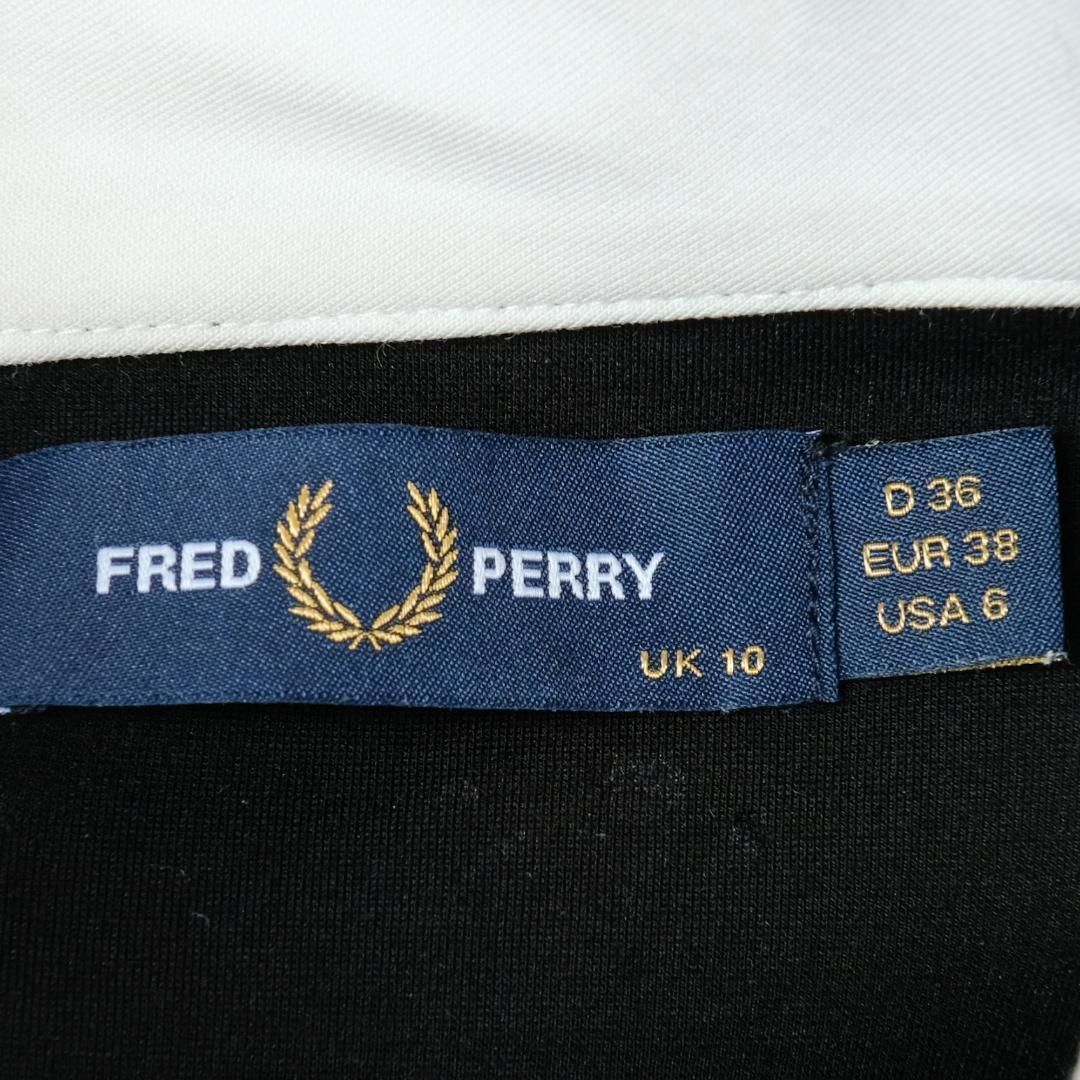 FRED PERRY
UK 10
D 36
EUR 38
USA 6